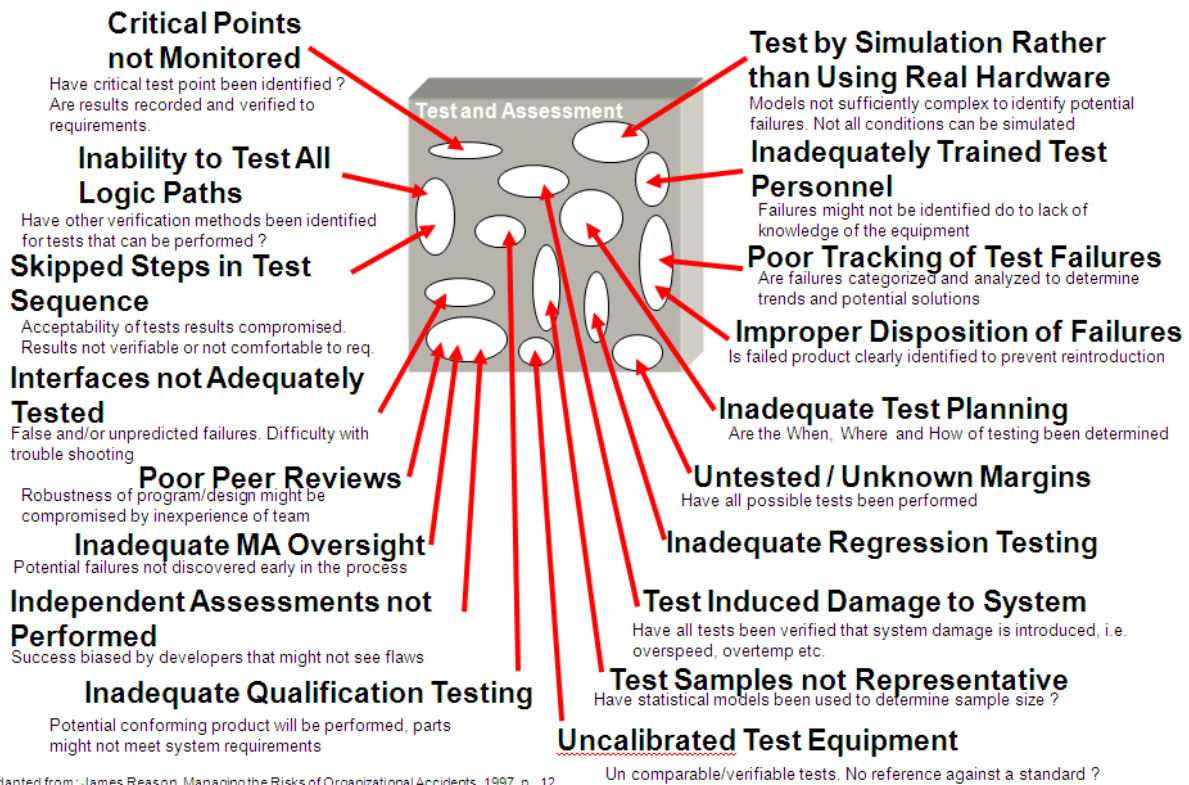 Critical Points
not Monitored
Have critical test point been identified ?
Are results recorded and verified to
requirements.
Inability to Test All
Logic Paths
Have other verification methods been identified
for tests that can be performed ?
Skipped Steps in Test
Sequence
Acceptability of tests results compromised.
Results not verifiable or not comfortable to req.
Interfaces not Adequately
Tested
False and/or unpredicted failures. Difficulty with
trouble shooting
Poor Peer Reviews
Robustness of program/design might be
compromised by inexperience of team
Inadequate MA Oversight
Potential failures not discovered early in the process
Independent Assessments not
Performed
Success biased by developers that might not see flaws
Inadequate Qualification Testing
Potential conforming product will be performed, parts
might not meet system requirements
Test and Assessment
Test by Simulation Rather
than Using Real Hardware
Models not sufficiently complex to identify potential
failures. Not all conditions can be simulated
Inadequately Trained Test
Personnel
Failures might not be identified do to lack of
knowledge of the equipment
Poor Tracking of Test Failures
Are failures categorized and analyzed to determine
trends and potential solutions
Improper Disposition of Failures
Is failed product clearly identified to prevent reintroduction
Inadequate Test Planning
Are the When, Where and How of testing been determined
Untested / Unknown Margins
Have all possible tests been performed
Inadequate Regression Testing
Test Induced Damage to System
Have all tests been verified that system damage is introduced, i.e.
overspeed, overtemp etc.
Test Samples not Representative
Have statistical models been used to determine sample size ?
Uncalibrated Test Equipment
Un comparable/verifiable tests. No reference against a standard ?
from: James Reason, Managing the Risks of Organizational Accidents, 1997, p. 12